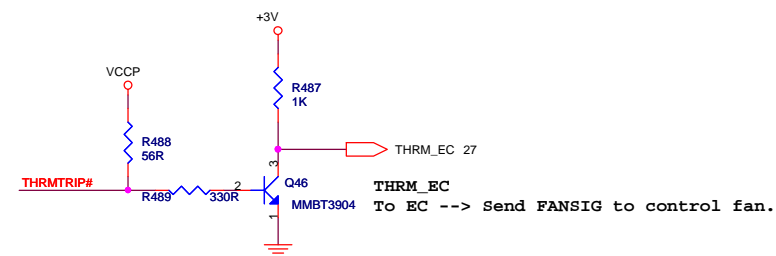 +3V
VCCP
R487
1K
R488
56R
THRM_EC 27
3
THRMTRIP#
R489
330R
2
Q46
MMBT3904
1
THRM_EC
To EC --> Send FANSIG to control fan.